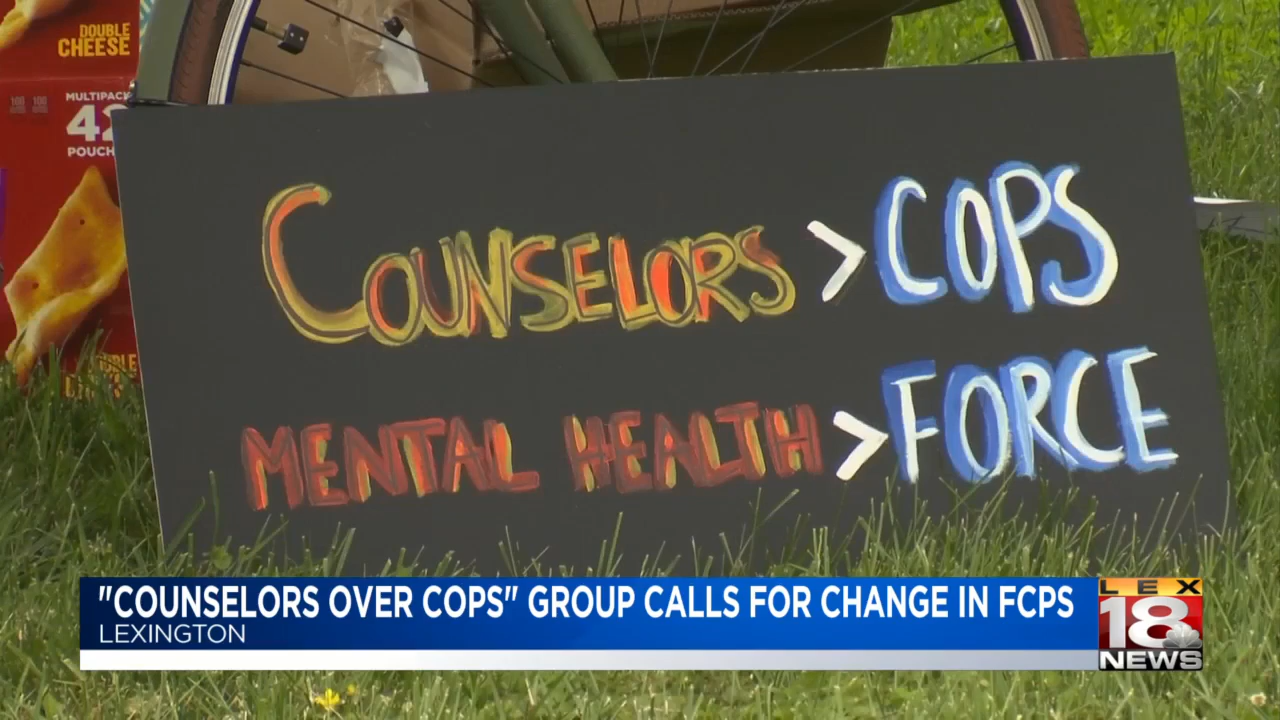 DOUBLE
CHEESE
MULTIPACK
POUCH
COUNSELORS > COPS
MENTAL HEALTH > FORCE
"COUNSELORS OVER COPS" GROUP CALLS FOR CHANGE IN FCPS
LEXINGTON
LEX
18
NEWS